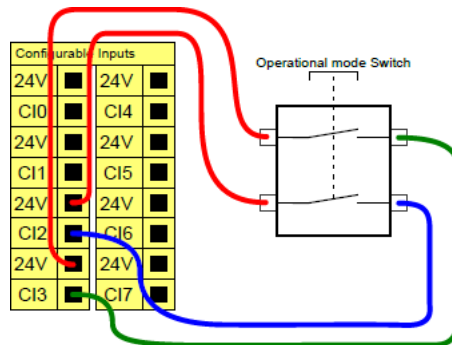 Configurable Inputs
Operational mode Switch
24V 24V
CI0 CI4
24V 24V
CI1 CI5
24V 24V
CI2 CI6
24V 24V
CI3 CI7